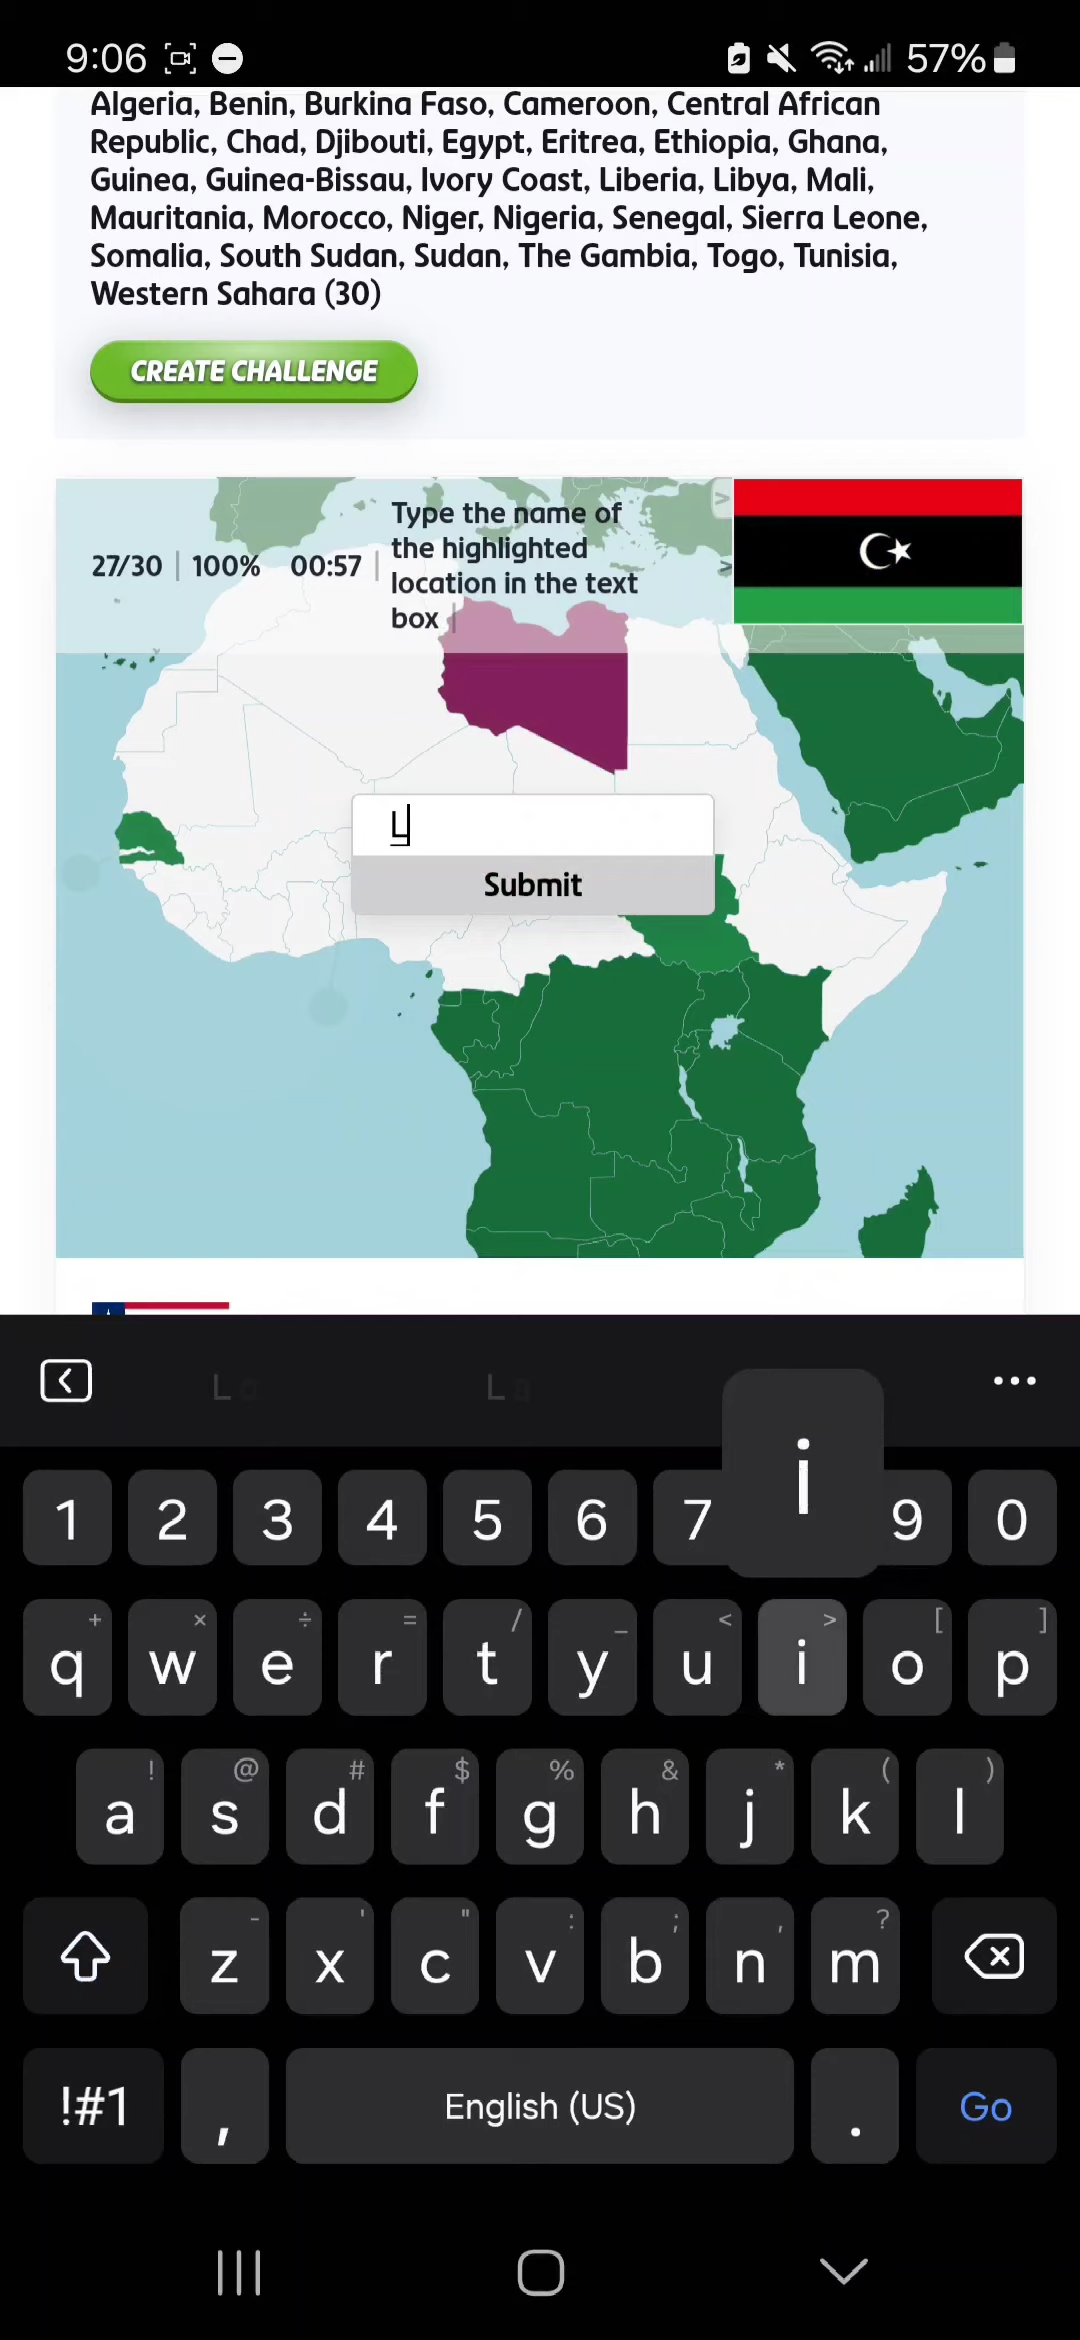 9:06 57%
Algeria, Benin, Burkina Faso, Cameroon, Central African
Republic, Chad, Djibouti, Egypt, Eritrea, Ethiopia, Ghana,
Guinea, Guinea-Bissau, Ivory Coast, Liberia, Libya, Mali,
Mauritania, Morocco, Niger, Nigeria, Senegal, Sierra Leone,
Somalia, South Sudan, Sudan, The Gambia, Togo, Tunisia,
Western Sahara (30)
CREATE CHALLENGE
27/30 | 100% 00:57 |
Type the name of
the highlighted
location in the text
box |
Submit
L L
i
1 2 3 4 5 6 7 9 0
+ × ÷ = / _ < > [ ]
q w e r t y u i o p
! @ # $ % & * ( )
a s d f g h j k l
- ' " : ; , ?
z x c v b n m
!#1 , English (US) . Go